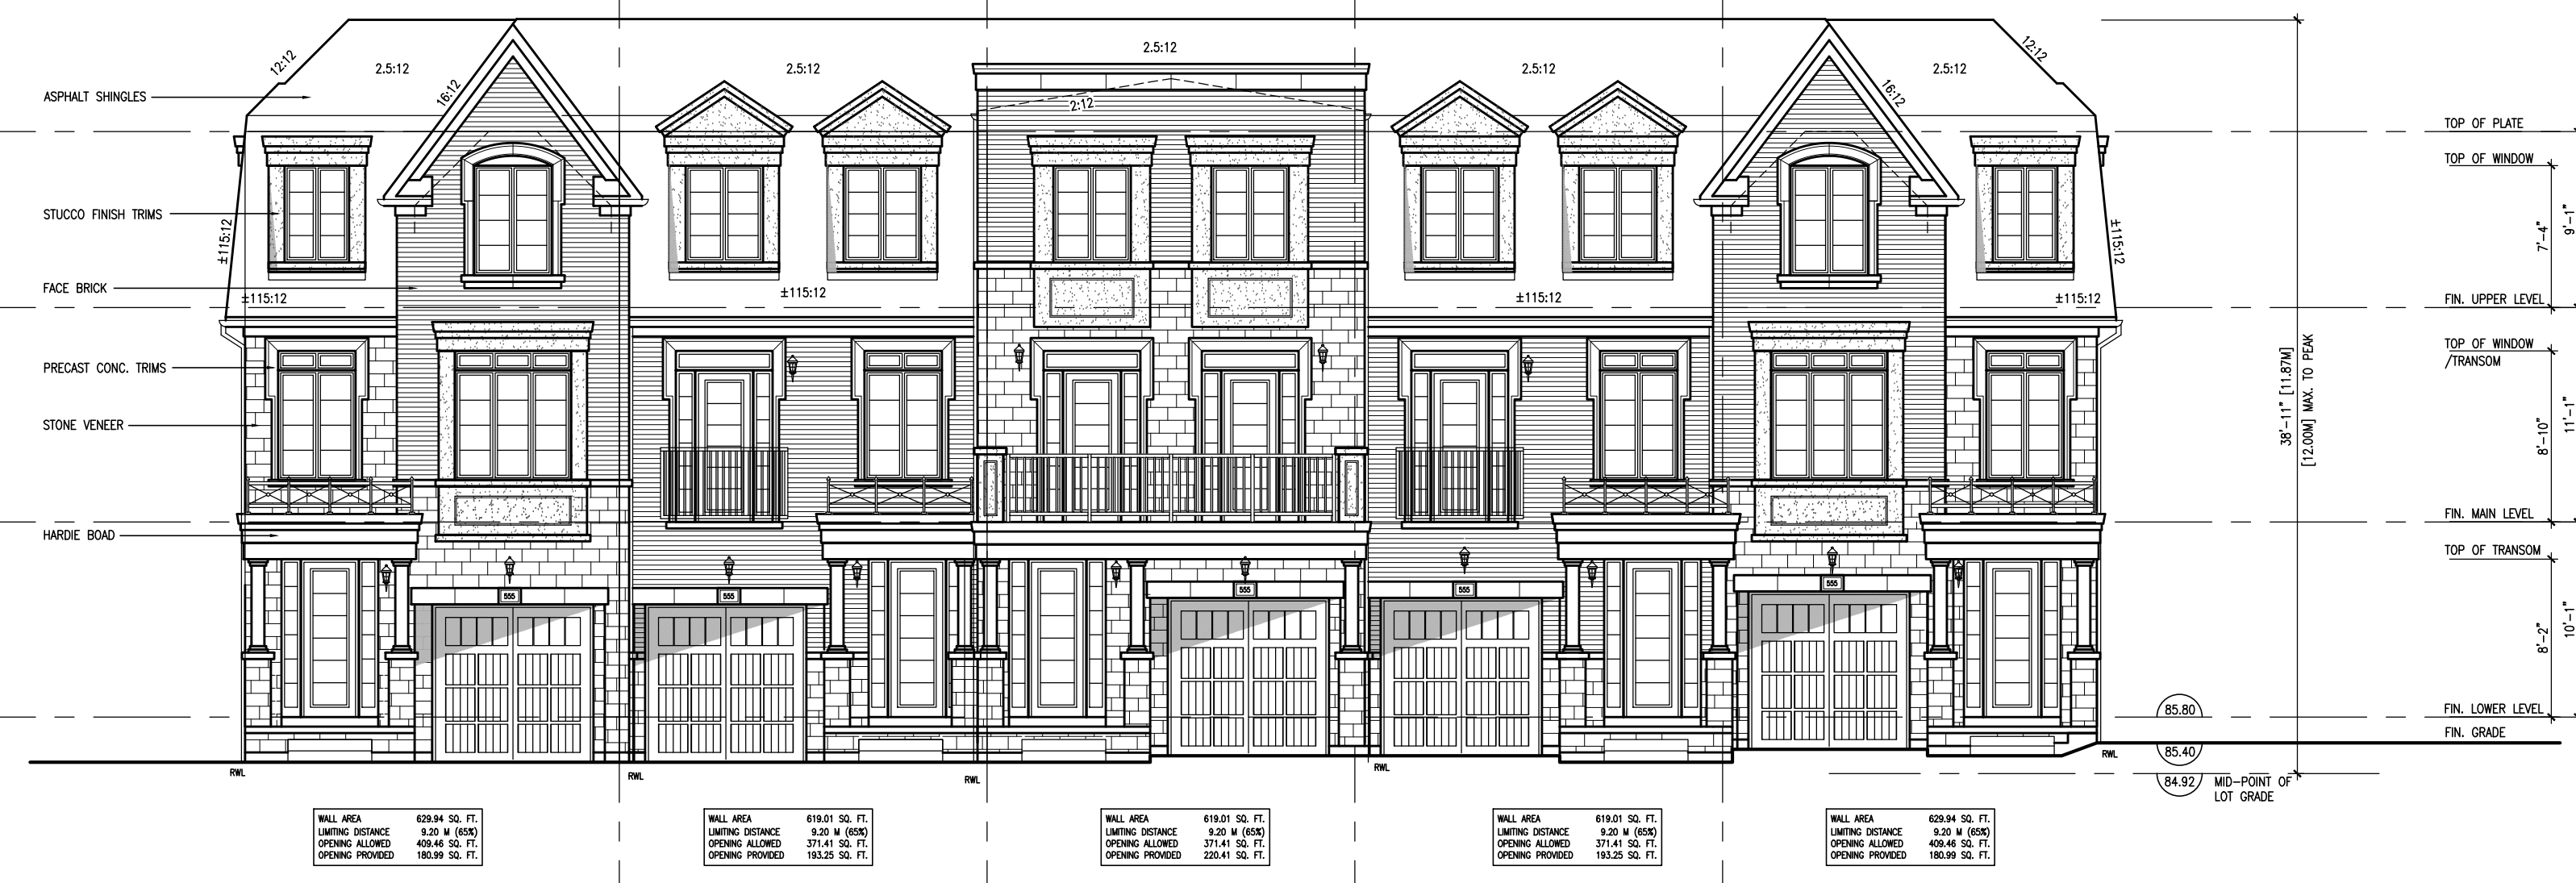 2.5:12
12:12
2.5:12
16:12
2.5:12
2.5:12
16:12
2.5:12
12:12
2:12
ASPHALT SHINGLES
STUCCO FINISH TRIMS
FACE BRICK
PRECAST CONC. TRIMS
STONE VENEER
HARDIE BOAD
±115:12
±115:12
±115:12
±115:12
±115:12
±115:12
555
555
555
555
555
RWL
RWL
RWL
RWL
RWL
TOP OF PLATE
TOP OF WINDOW
FIN. UPPER LEVEL
TOP OF WINDOW
/TRANSOM
FIN. MAIN LEVEL
TOP OF TRANSOM
FIN. LOWER LEVEL
FIN. GRADE
7'-4"
9'-1"
8'-10"
11'-1"
8'-2"
10'-1"
38'-11" [11.87M]
[12.00M] MAX. TO PEAK
85.80
85.40
84.92
MID-POINT OF
LOT GRADE
WALL AREA 629.94 SQ. FT.
LIMITING DISTANCE 9.20 M (65%)
OPENING ALLOWED 409.46 SQ. FT.
OPENING PROVIDED 180.99 SQ. FT.
WALL AREA 619.01 SQ. FT.
LIMITING DISTANCE 9.20 M (65%)
OPENING ALLOWED 371.41 SQ. FT.
OPENING PROVIDED 193.25 SQ. FT.
WALL AREA 619.01 SQ. FT.
LIMITING DISTANCE 9.20 M (65%)
OPENING ALLOWED 371.41 SQ. FT.
OPENING PROVIDED 220.41 SQ. FT.
WALL AREA 619.01 SQ. FT.
LIMITING DISTANCE 9.20 M (65%)
OPENING ALLOWED 371.41 SQ. FT.
OPENING PROVIDED 193.25 SQ. FT.
WALL AREA 629.94 SQ. FT.
LIMITING DISTANCE 9.20 M (65%)
OPENING ALLOWED 409.46 SQ. FT.
OPENING PROVIDED 180.99 SQ. FT.